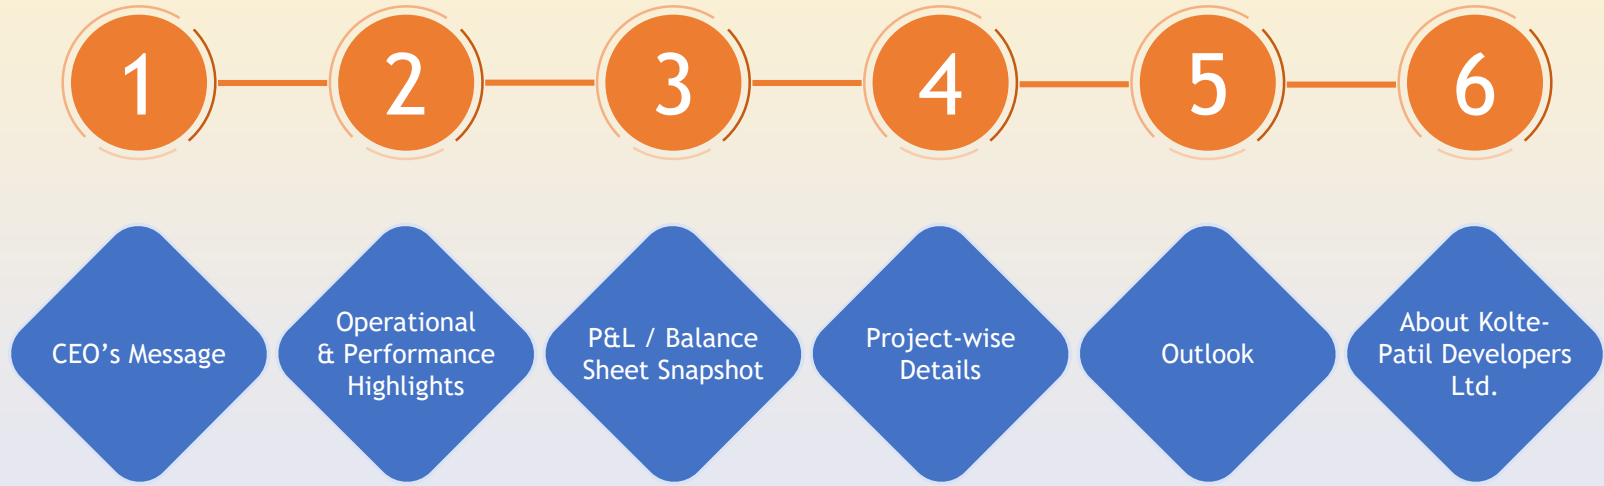 1
2
3
4
5
6
CEO’s Message
Operational
& Performance
Highlights
P&L / Balance
Sheet Snapshot
Project-wise
Details
Outlook
About Kolte-
Patil Developers
Ltd.